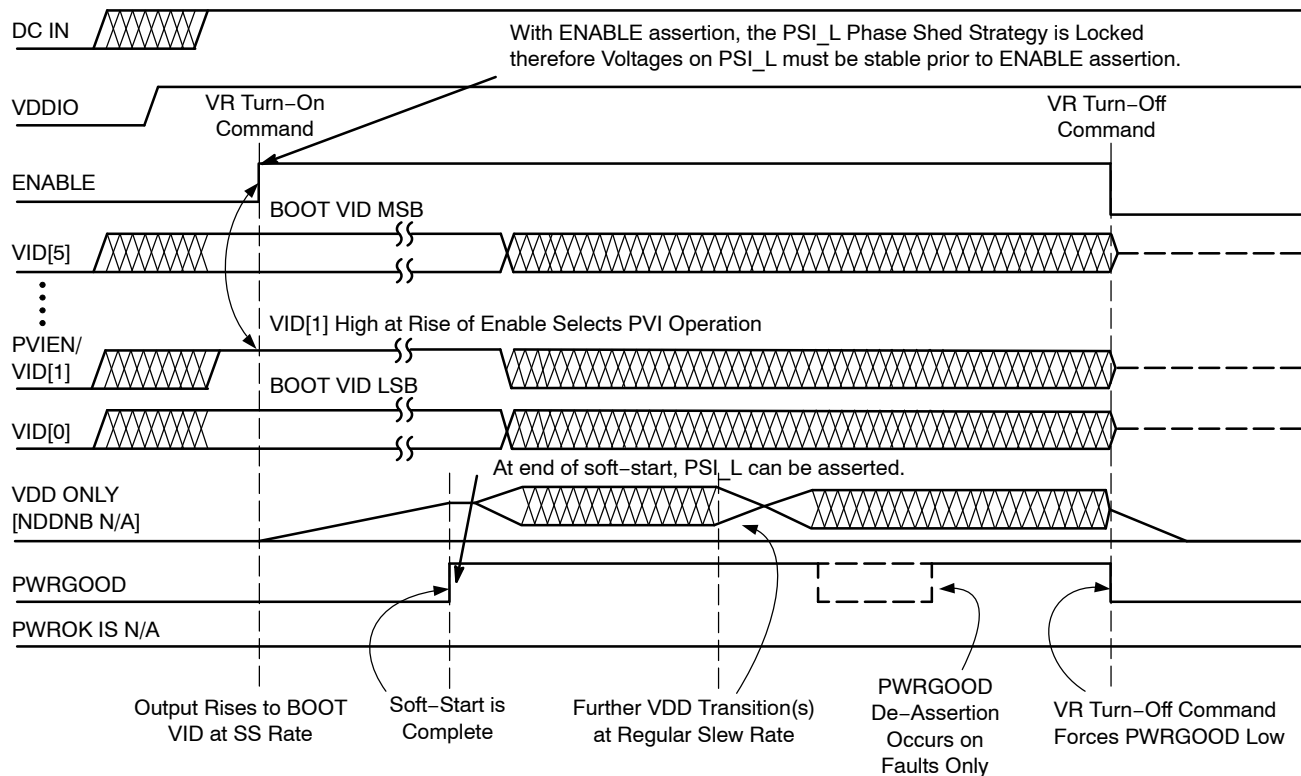 DC IN
With ENABLE assertion, the PSI_L Phase Shed Strategy is Locked
therefore Voltages on PSI_L must be stable prior to ENABLE assertion.
VDDIO
VR Turn−On
Command
VR Turn−Off
Command
ENABLE
BOOT VID MSB
VID[5]
VID[1] High at Rise of Enable Selects PVI Operation
PVIEN/
VID[1]
BOOT VID LSB
VID[0]
At end of soft−start, PSI_L can be asserted.
VDD ONLY
[NDDNB N/A]
PWRGOOD
PWROK IS N/A
Output Rises to BOOT
VID at SS Rate
Soft−Start is
Complete
Further VDD Transition(s)
at Regular Slew Rate
PWRGOOD
De−Assertion
Occurs on
Faults Only
VR Turn−Off Command
Forces PWRGOOD Low